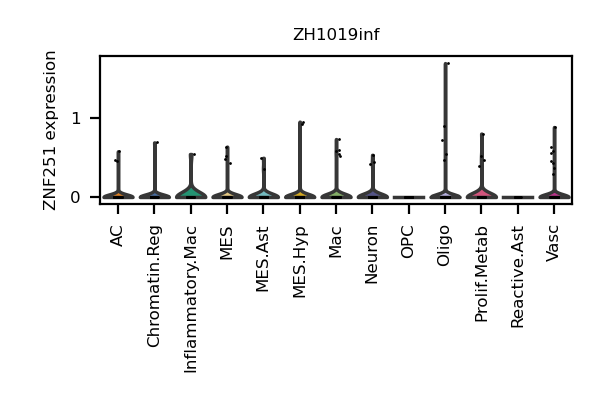 ZH1019inf
ZNF251 expression
1
0
AC
Chromatin.Reg
Inflammatory.Mac
MES
MES.Ast
MES.Hyp
Mac
Neuron
OPC
Oligo
Prolif.Metab
Reactive.Ast
Vasc